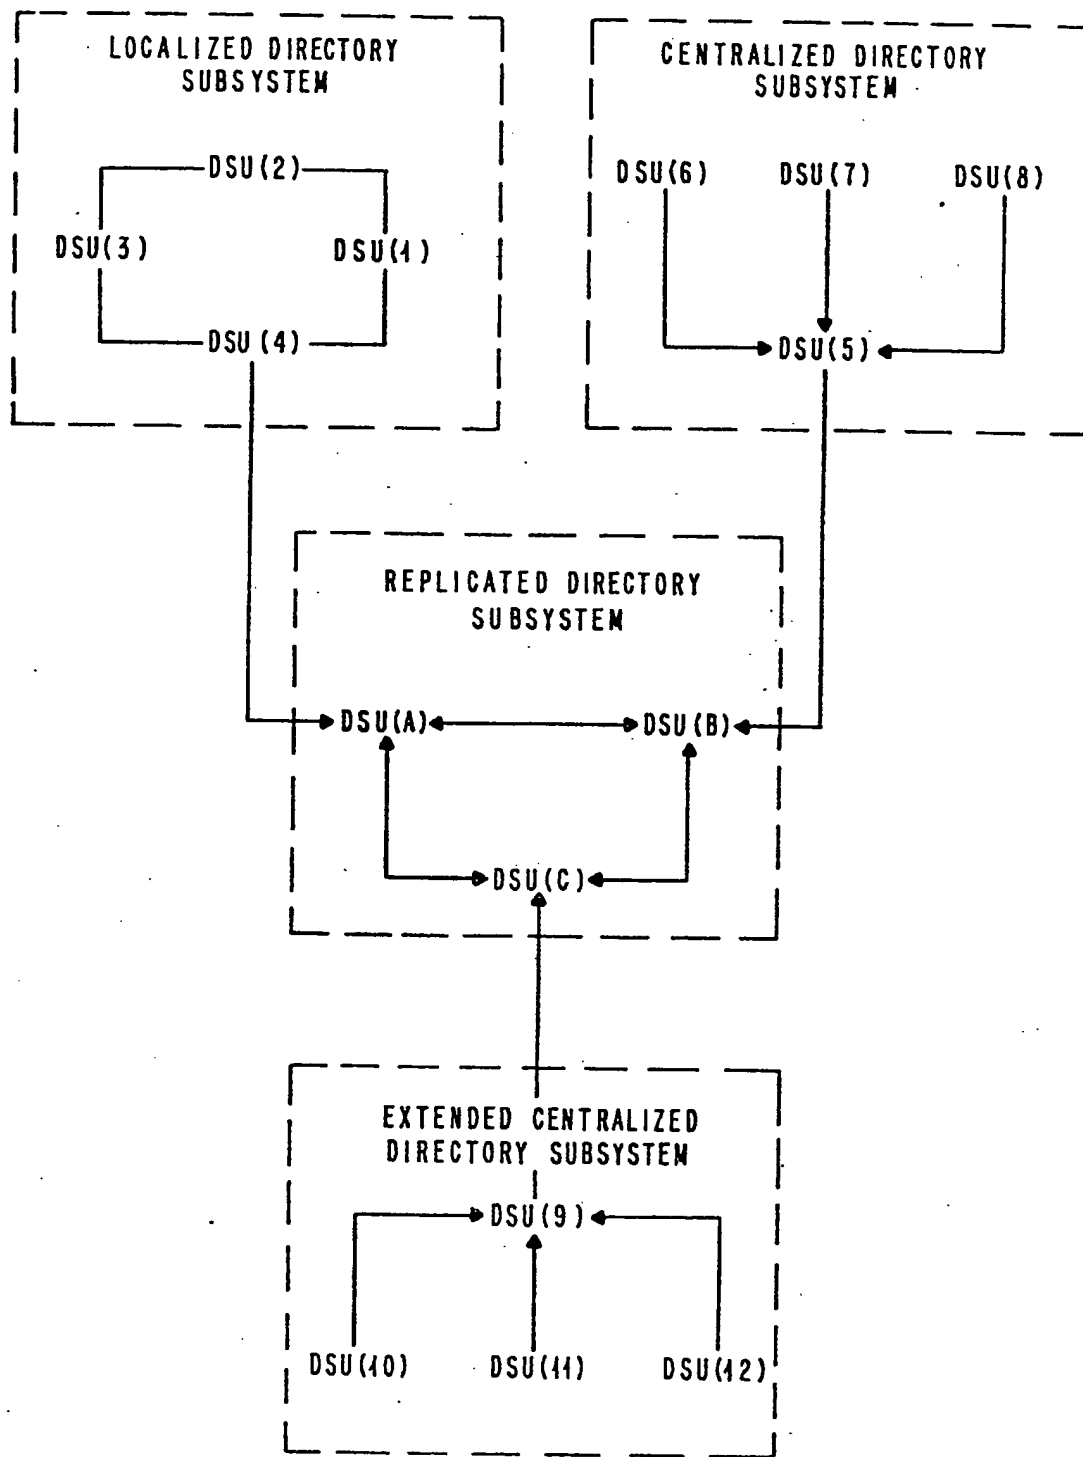 LOCALIZED DIRECTORY
SUBSYSTEM
DSU(2)
DSU(3)
DSU(1)
DSU(4)
CENTRALIZED DIRECTORY
SUBSYSTEM
DSU(6)
DSU(7)
DSU(8)
DSU(5)
REPLICATED DIRECTORY
SUBSYSTEM
DSU(A)
DSU(B)
DSU(C)
EXTENDED CENTRALIZED
DIRECTORY SUBSYSTEM
DSU(9)
DSU(10)
DSU(11)
DSU(12)